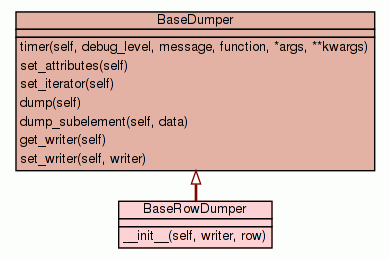 BaseDumper
timer(self, debug_level, message, function, *args, **kwargs)
set_attributes(self)
set_iterator(self)
dump(self)
dump_subelement(self, data)
get_writer(self)
set_writer(self, writer)
BaseRowDumper
__init__(self, writer, row)